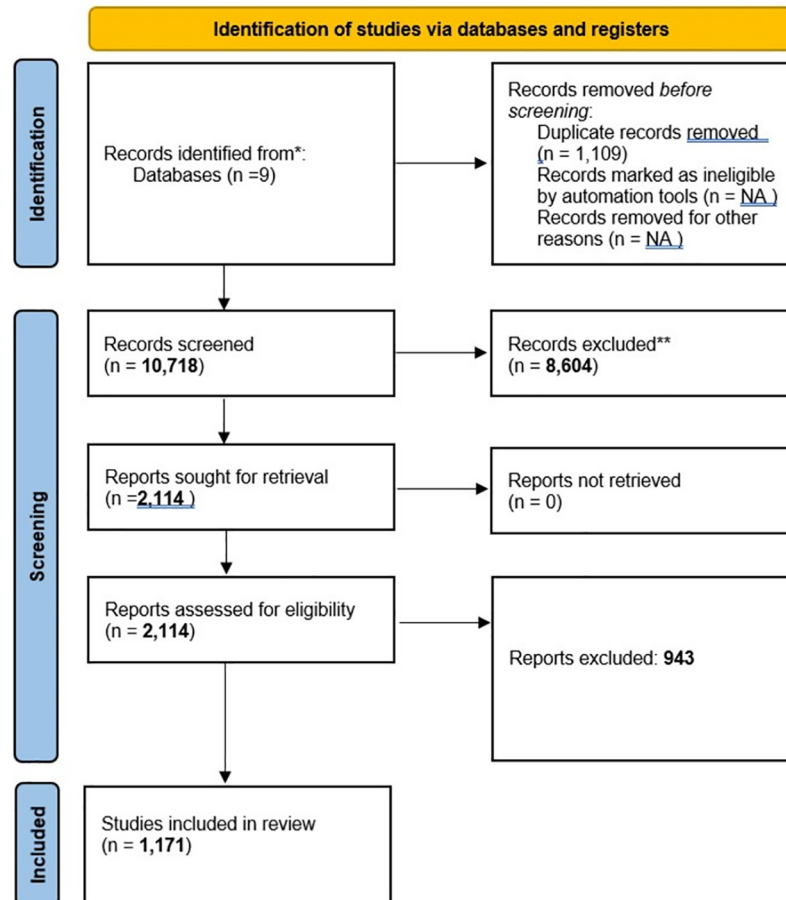 Identification of studies via databases and registers
Identification
Records identified from*:
Databases (n =9)
Records removed before
screening:
Duplicate records removed
(n = 1,109)
Records marked as ineligible
by automation tools (n = NA )
Records removed for other
reasons (n = NA )
Screening
Records screened
(n = 10,718)
Records excluded**
(n = 8,604)
Reports sought for retrieval
(n =2,114 )
Reports not retrieved
(n = 0)
Reports assessed for eligibility
(n = 2,114)
Reports excluded: 943
Included
Studies included in review
(n = 1,171)